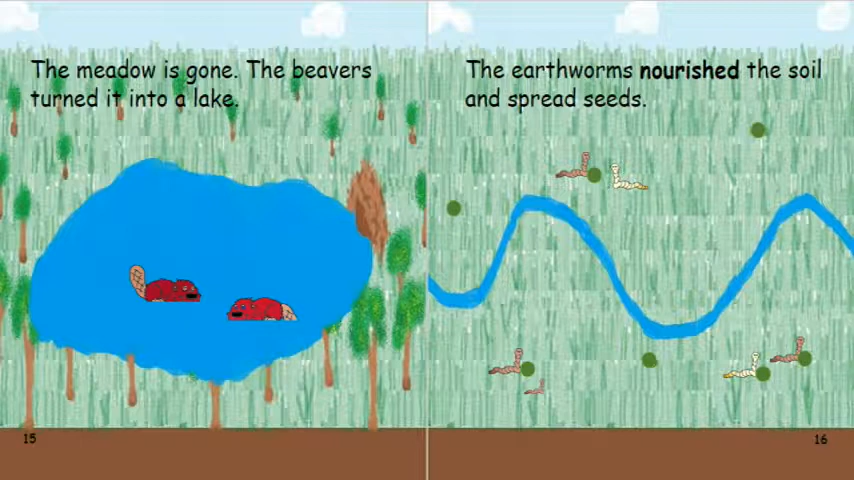 The meadow is gone. The beavers
turned it into a lake.
15
The earthworms nourished the soil
and spread seeds.
16